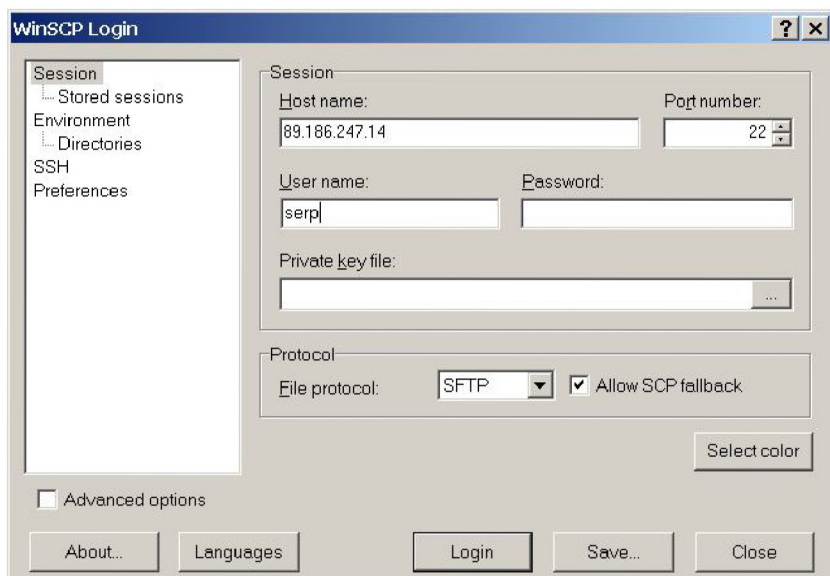 WinSCP Login
Session
Stored sessions
Environment
Directories
SSH
Preferences
Session
Host name:
Port number:
89.186.247.14
22
User name:
Password:
serp
Private key file:
...
Protocol
File protocol:
SFTP
Allow SCP fallback
Select color
Advanced options
About...
Languages
Login
Save...
Close